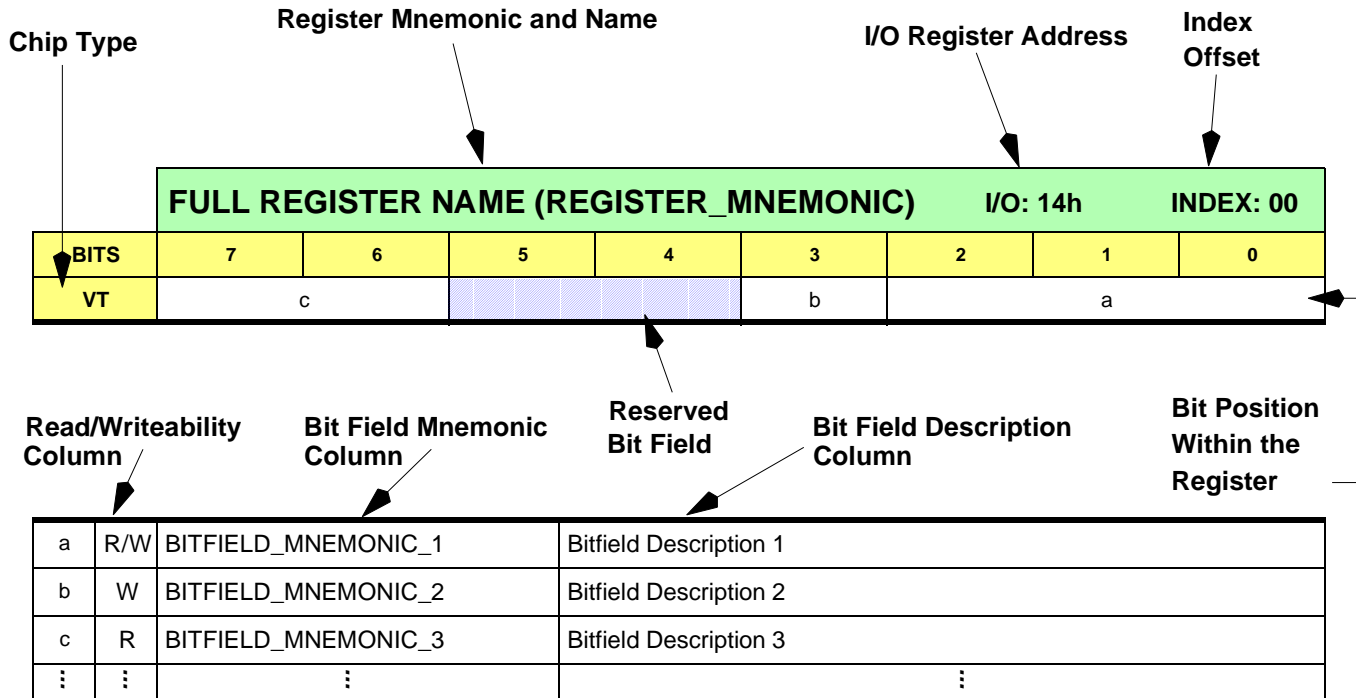 Register Mnemonic and Name
Chip Type
I/O Register Address
Index
Offset
FULL REGISTER NAME (REGISTER_MNEMONIC) I/O: 14h INDEX: 00
BITS 7 6 5 4 3 2 1 0
VT c b a
Read/Writeability
Column
Bit Field Mnemonic
Column
Reserved
Bit Field
Bit Field Description
Column
Bit Position
Within the
Register
a R/W BITFIELD_MNEMONIC_1 Bitfield Description 1
b W BITFIELD_MNEMONIC_2 Bitfield Description 2
c R BITFIELD_MNEMONIC_3 Bitfield Description 3
⋮ ⋮ ⋮ ⋮